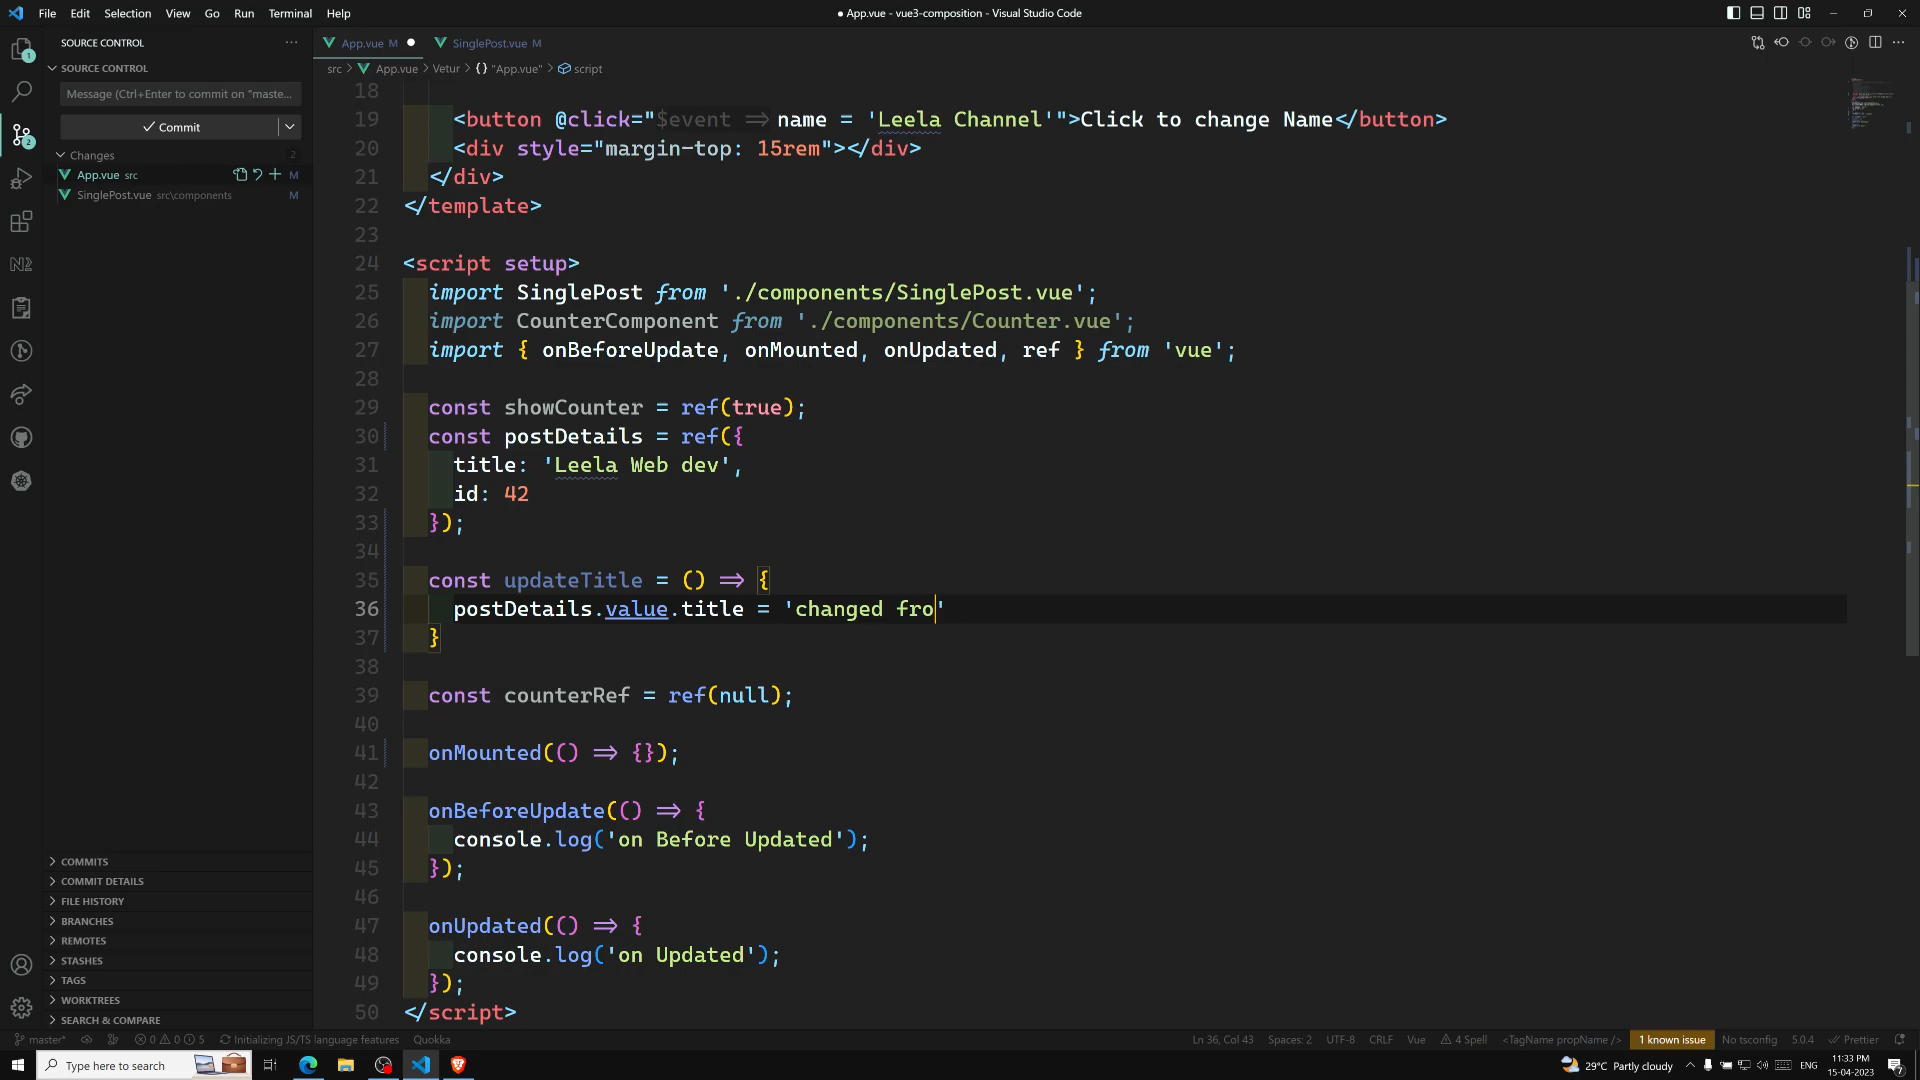 File Edit Selection View Go Run Terminal Help
● App.vue - vue3-composition - Visual Studio Code
SOURCE CONTROL
App.vue M
SinglePost.vue M
SOURCE CONTROL
src > App.vue > Vetur > {} "App.vue" > script
Message (Ctrl+Enter to commit on "maste...
Commit
Changes 2
App.vue src M
SinglePost.vue src\components M
18
19 <button @click="$event => name = 'Leela Channel'">Click to change Name</button>
20 <div style="margin-top: 15rem"></div>
21 </div>
22 </template>
23
24 <script setup>
25 import SinglePost from './components/SinglePost.vue';
26 import CounterComponent from './components/Counter.vue';
27 import { onBeforeUpdate, onMounted, onUpdated, ref } from 'vue';
28
29 const showCounter = ref(true);
30 const postDetails = ref({
31 title: 'Leela Web dev',
32 id: 42
33 });
34
35 const updateTitle = () => {
36 postDetails.value.title = 'changed fro'
37 }
38
39 const counterRef = ref(null);
40
41 onMounted(() => {});
42
43 onBeforeUpdate(() => {
44 console.log('on Before Updated');
45 });
46
47 onUpdated(() => {
48 console.log('on Updated');
49 });
50 </script>
COMMITS
COMMIT DETAILS
FILE HISTORY
BRANCHES
REMOTES
STASHES
TAGS
WORKTREES
SEARCH & COMPARE
master* 0 0 5 Initializing JS/TS language features Quokka
Ln 36, Col 43 Spaces: 2 UTF-8 CRLF Vue 4 Spell <TagName propName /> 1 known issue No tsconfig 5.0.4 Prettier
Type here to search
29°C Partly cloudy ENG
11:33 PM
15-04-2023
7